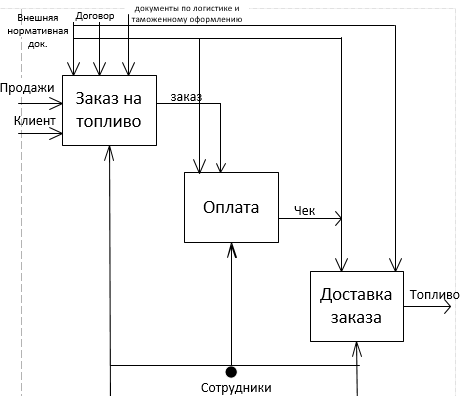 документы по логистике и
Внешняя Договор таможенному оформлению
нормативная
док.
Продажи
Клиент
Заказ на
топливо
заказ
Оплата
Чек
Доставка
заказа
Топливо
Сотрудники